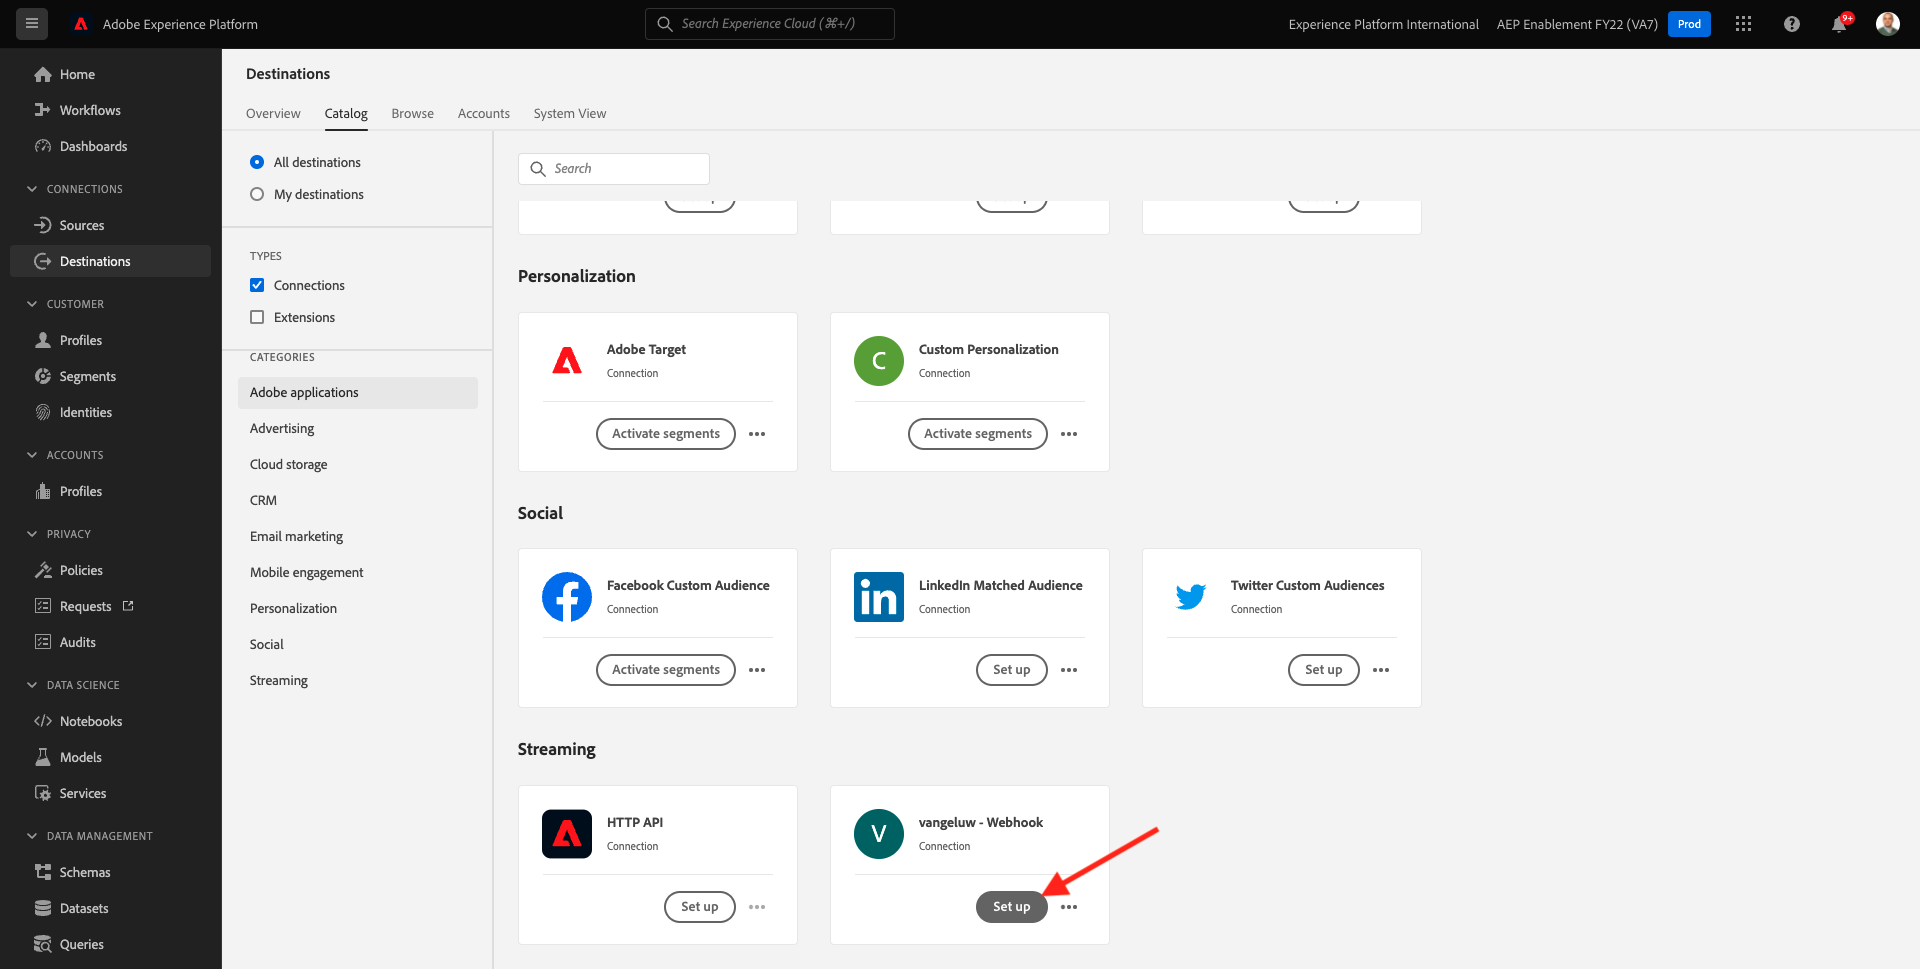 Adobe Experience Platform
Search Experience Cloud (⌘+/)
Experience Platform International
AEP Enablement FY22 (VA7)
Prod
9+
Home
Workflows
Dashboards
CONNECTIONS
Sources
Destinations
CUSTOMER
Profiles
Segments
Identities
ACCOUNTS
Profiles
PRIVACY
Policies
Requests
Audits
DATA SCIENCE
Notebooks
Models
Services
DATA MANAGEMENT
Schemas
Datasets
Queries
Destinations
Overview
Catalog
Browse
Accounts
System View
All destinations
My destinations
TYPES
Connections
Extensions
CATEGORIES
Adobe applications
Advertising
Cloud storage
CRM
Email marketing
Mobile engagement
Personalization
Social
Streaming
Search
Personalization
Adobe Target
Connection
Activate segments
C
Custom Personalization
Connection
Activate segments
Social
Facebook Custom Audience
Connection
Activate segments
in
LinkedIn Matched Audience
Connection
Set up
Twitter Custom Audiences
Connection
Set up
Streaming
HTTP API
Connection
Set up
V
vangeluw - Webhook
Connection
Set up